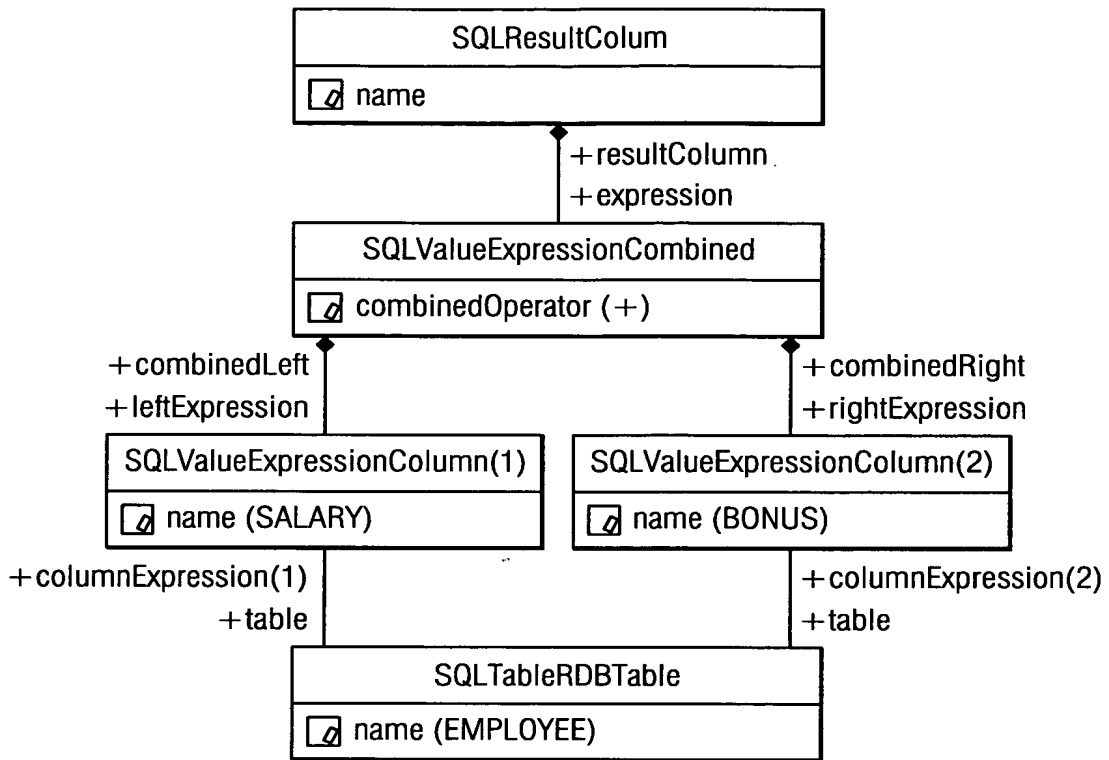 SQLResultColum
name
+resultColumn
+expression
SQLValueExpressionCombined
combinedOperator (+)
+combinedLeft
+leftExpression
+combinedRight
+rightExpression
SQLValueExpressionColumn(1)
name (SALARY)
SQLValueExpressionColumn(2)
name (BONUS)
+columnExpression(1)
+table
+columnExpression(2)
+table
SQLTableRDBTable
name (EMPLOYEE)